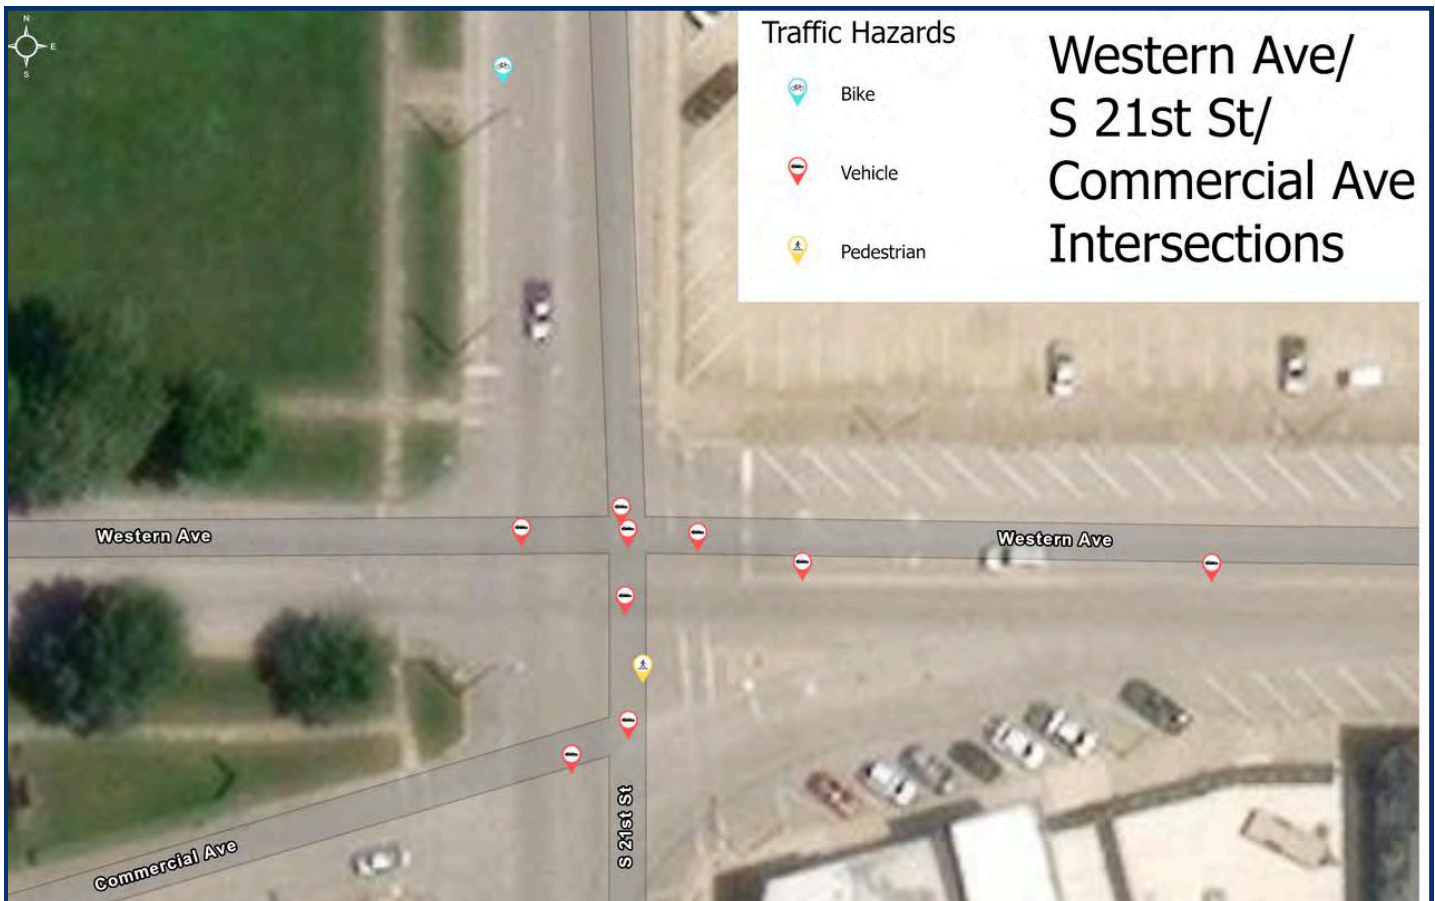 N
E
S
Traffic Hazards
Bike
Vehicle
Pedestrian
Western Ave/
S 21st St/
Commercial Ave
Intersections
Western Ave
Western Ave
Commercial Ave
S 21st St